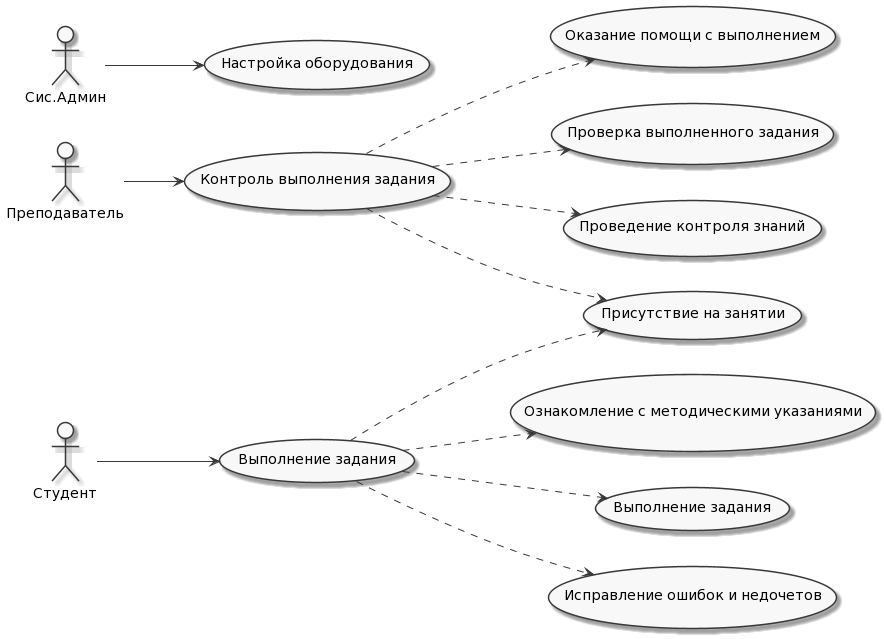 Сис.Админ
Настройка оборудования
Оказание помощи с выполнением
Преподаватель
Контроль выполнения задания
Проверка выполненного задания
Проведение контроля знаний
Присутствие на занятии
Студент
Выполнение задания
Ознакомление с методическими указаниями
Выполнение задания
Исправление ошибок и недочетов